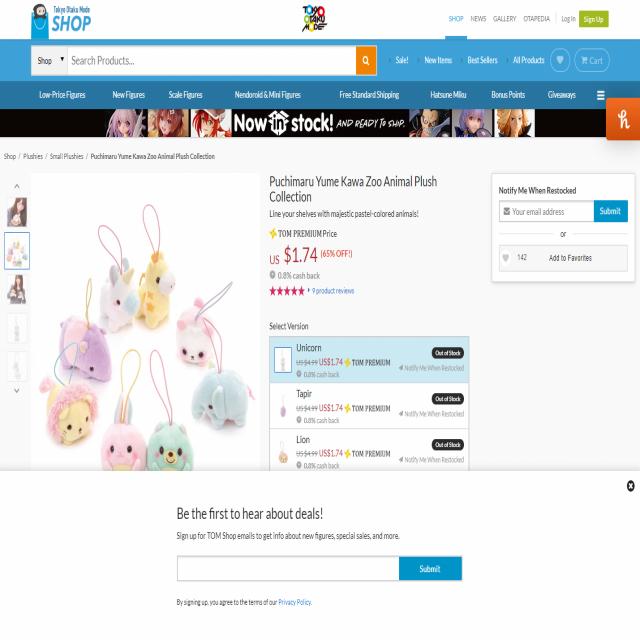 Tokyo Otaku Mode
SHOP
TOKYO
OTAKU
MODE
SHOP NEWS GALLERY OTAPEDIA Log In Sign Up
Shop Search Products... Sale! New Items Best Sellers All Products Cart
Low-Price Figures New Figures Scale Figures Nendoroid & Mini Figures Free Standard Shipping Hatsune Miku Bonus Points Giveaways
Now in stock! AND READY TO SHIP.
Shop / Plushies / Small Plushies / Puchimaru Yume Kawa Zoo Animal Plush Collection
Puchimaru Yume Kawa Zoo Animal Plush
Collection
Line your shelves with majestic pastel-colored animals!
TOM PREMIUM Price
US $1.74 (65% OFF!)
0.8% cash back
9 product reviews
Select Version
Unicorn
US$4.99 US$1.74 TOM PREMIUM
0.8% cash back
Out of Stock
Notify Me When Restocked
Tapir
US$4.99 US$1.74 TOM PREMIUM
0.8% cash back
Out of Stock
Notify Me When Restocked
Lion
US$4.99 US$1.74 TOM PREMIUM
0.8% cash back
Out of Stock
Notify Me When Restocked
Notify Me When Restocked
Your email address Submit
or
142 Add to Favorites
Be the first to hear about deals!
Sign up for TOM Shop emails to get info about new figures, special sales, and more.
Submit
By signing up, you agree to the terms of our Privacy Policy.